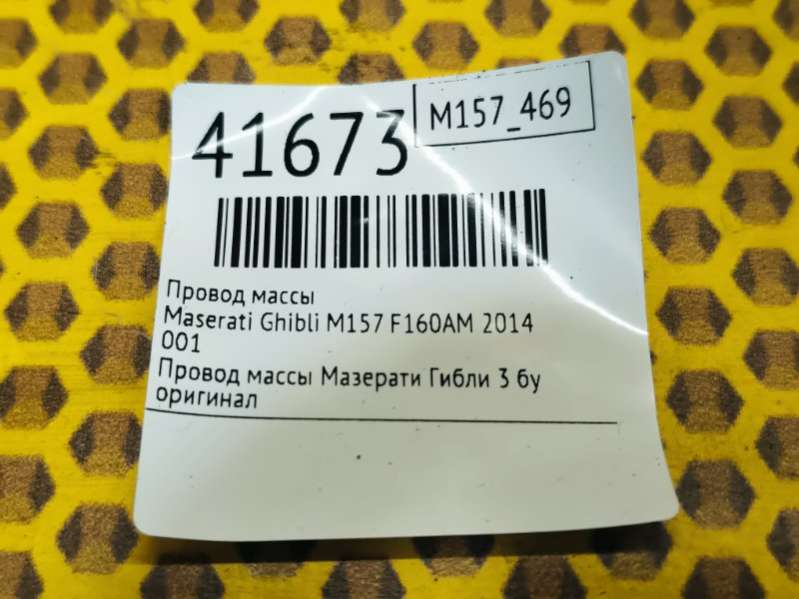 41673
M157_469
Провод массы
Maserati Ghibli M157 F160AM 2014
001
Провод массы Мазерати Гибли 3 бу
оригинал